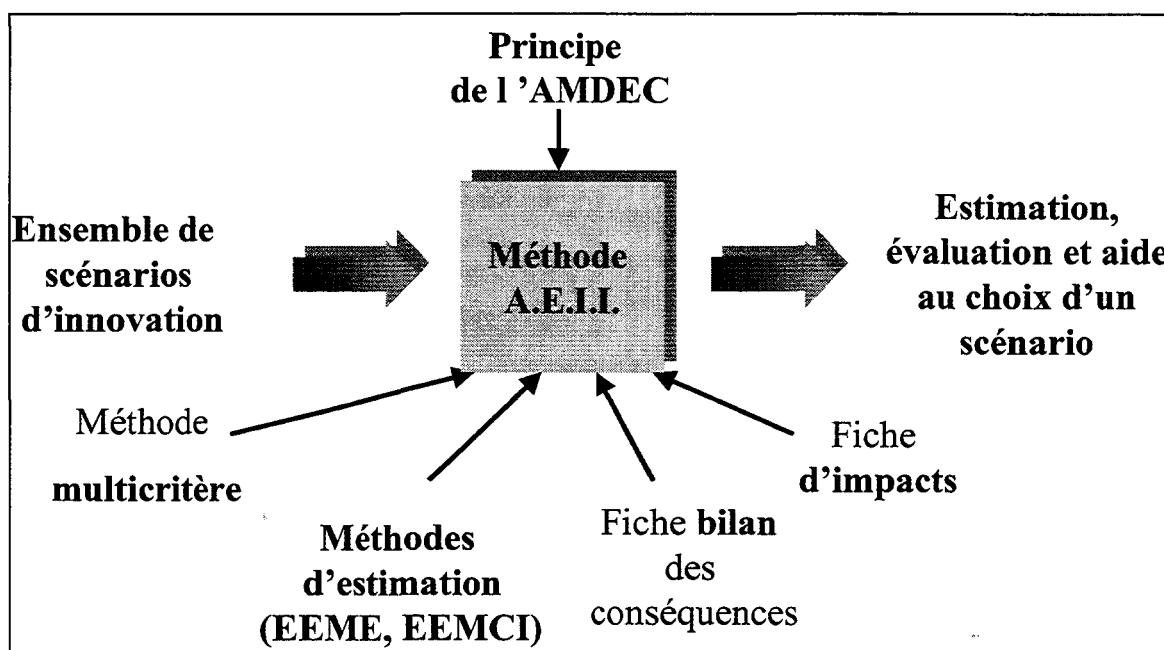 Principe
de l ’AMDEC
Ensemble de
scénarios
d’innovation
Méthode
A.E.I.I.
Estimation,
évaluation et aide
au choix d’un
scénario
Méthode
multicritère
Méthodes
d’estimation
(EEME, EEMCI)
Fiche bilan
des
conséquences
Fiche
d’impacts